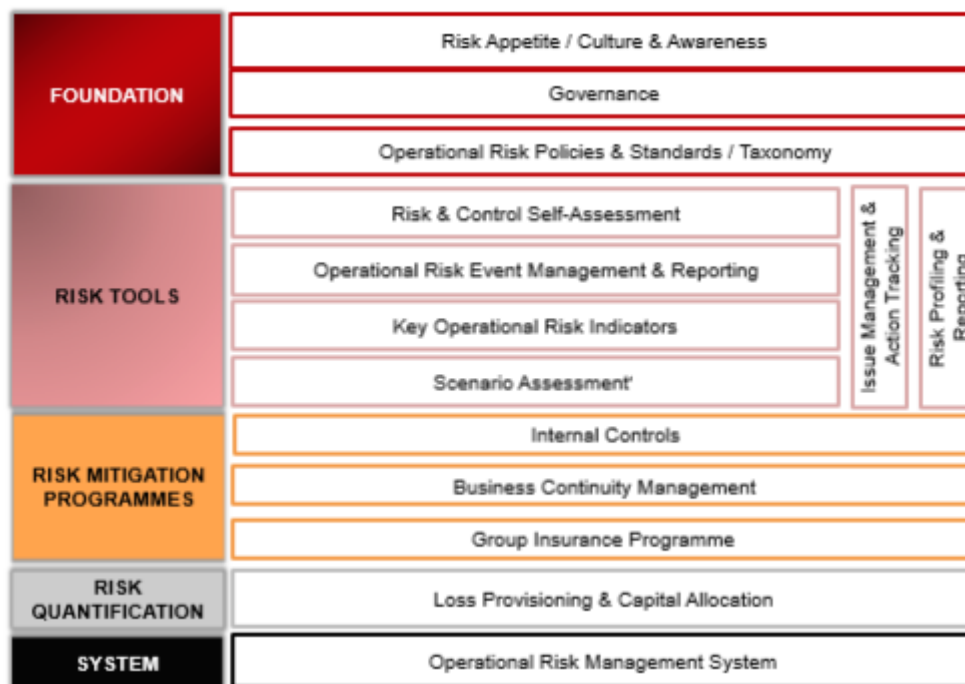 FOUNDATION
Risk Appetite / Culture & Awareness
Governance
Operational Risk Policies & Standards / Taxonomy
RISK TOOLS
Risk & Control Self-Assessment
Operational Risk Event Management & Reporting
Key Operational Risk Indicators
Scenario Assessment'
Issue Management &
Action Tracking
Risk Profiling &
Reporting
RISK MITIGATION
PROGRAMMES
Internal Controls
Business Continuity Management
Group Insurance Programme
RISK
QUANTIFICATION
Loss Provisioning & Capital Allocation
SYSTEM
Operational Risk Management System